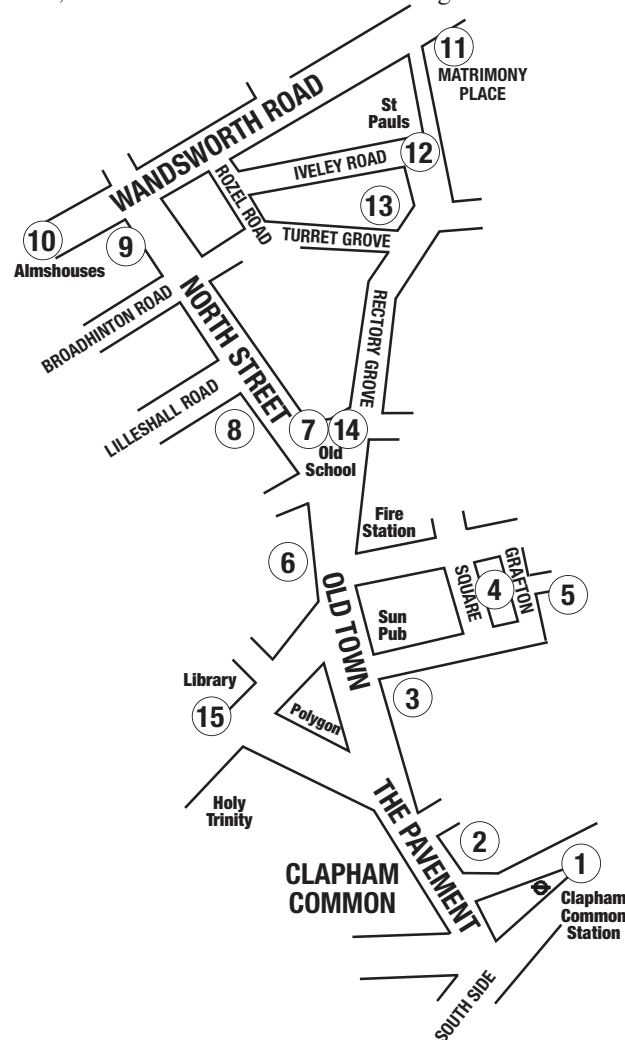 11
MATRIMONY
PLACE
WANDSWORTH ROAD
St
Pauls
12
IVELEY ROAD
ROZEL ROAD
13
TURRET GROVE
10
Almshouses
9
BROADHINTON ROAD
NORTH STREET
RECTORY GROVE
LILLESHALL ROAD
8
7
14
Old
School
Fire
Station
6
OLD TOWN
SQUARE
4
GRAFTON
5
Sun
Pub
Library
15
3
Polygon
Holy
Trinity
THE PAVEMENT
2
CLAPHAM
COMMON
1
Clapham
Common
Station
SOUTH SIDE